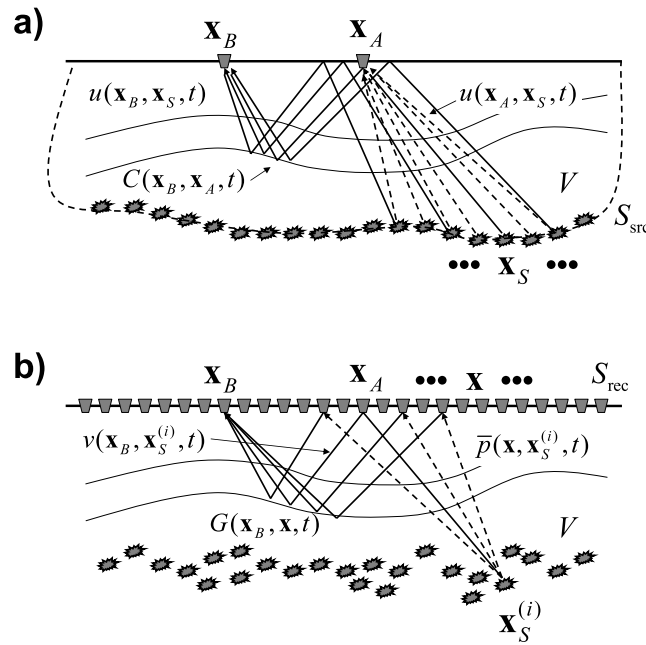 a)
𝐱_B 𝐱_A
u(𝐱_B, 𝐱_S, t) u(𝐱_A, 𝐱_S, t)
C(𝐱_B, 𝐱_A, t) V
S_src
••• 𝐱_S •••
b)
𝐱_B 𝐱_A ••• 𝐱 ••• S_rec
v(𝐱_B, 𝐱_S^(i), t) p̅(𝐱, 𝐱_S^(i), t)
G(𝐱_B, 𝐱, t) V
𝐱_S^(i)